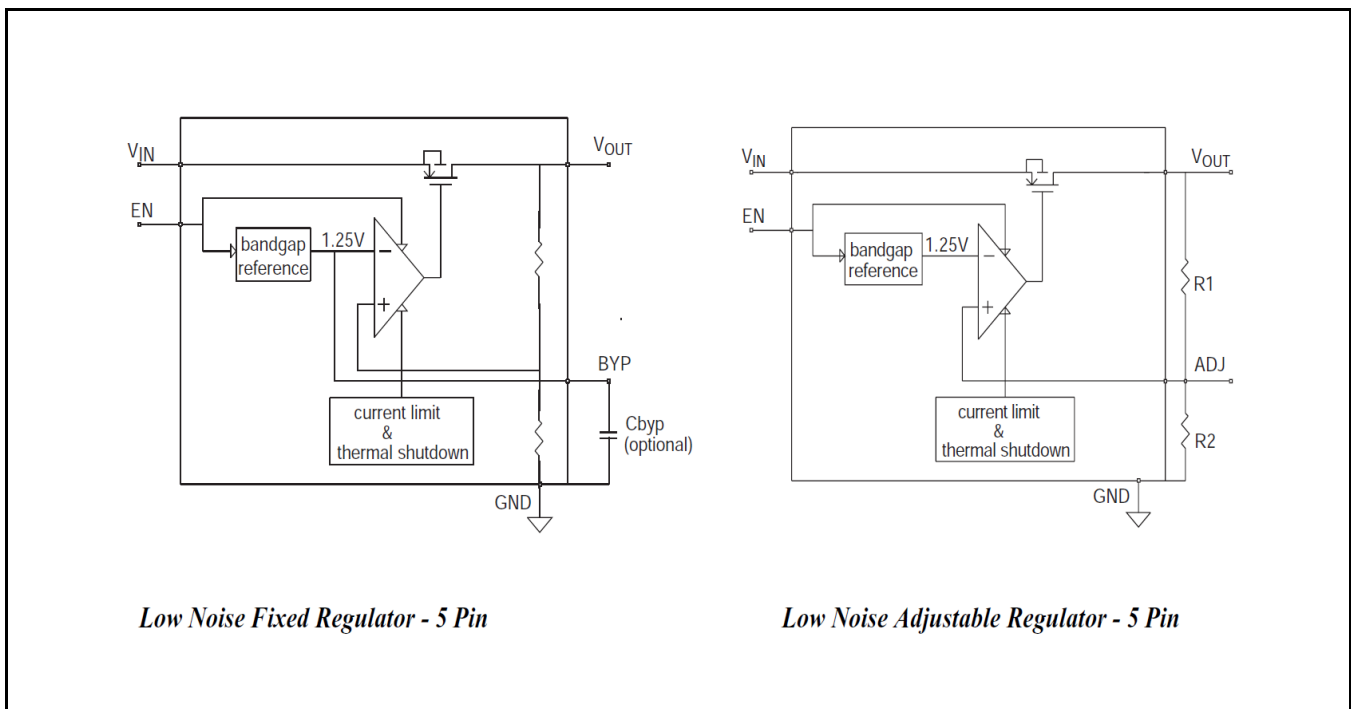 VIN
VOUT
EN
bandgap
reference
1.25V
−
+
BYP
current limit
&
thermal shutdown
Cbyp
(optional)
GND
Low Noise Fixed Regulator - 5 Pin
VIN
VOUT
EN
bandgap
reference
1.25V
−
+
R1
ADJ
current limit
&
thermal shutdown
R2
GND
Low Noise Adjustable Regulator - 5 Pin